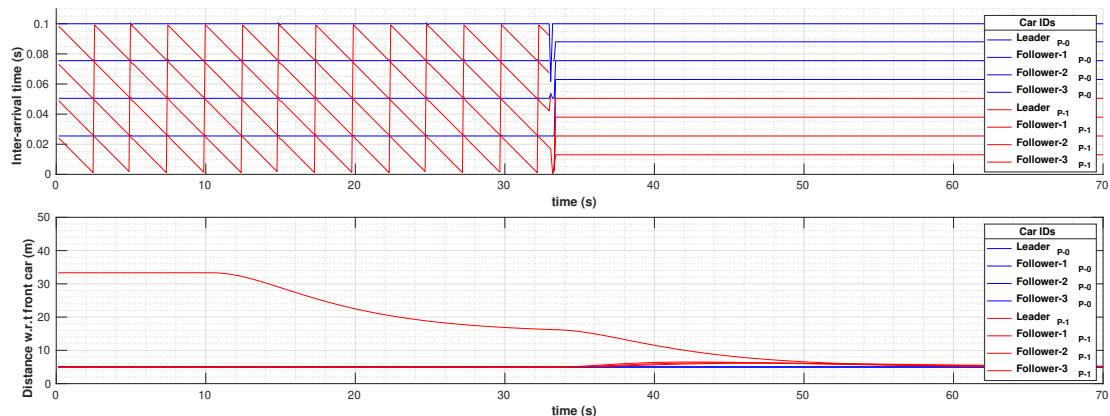 Inter-arrival time (s)
0.1
0.08
0.06
0.04
0.02
0
0 10 20 30 40 50 60 70
time (s)
Car IDs
Leader P-0
Follower-1 P-0
Follower-2 P-0
Follower-3 P-0
Leader P-1
Follower-1 P-1
Follower-2 P-1
Follower-3 P-1
Distance w.r.t front car (m)
50
40
30
20
10
0
0 10 20 30 40 50 60 70
time (s)
Car IDs
Leader P-0
Follower-1 P-0
Follower-2 P-0
Follower-3 P-0
Leader P-1
Follower-1 P-1
Follower-2 P-1
Follower-3 P-1